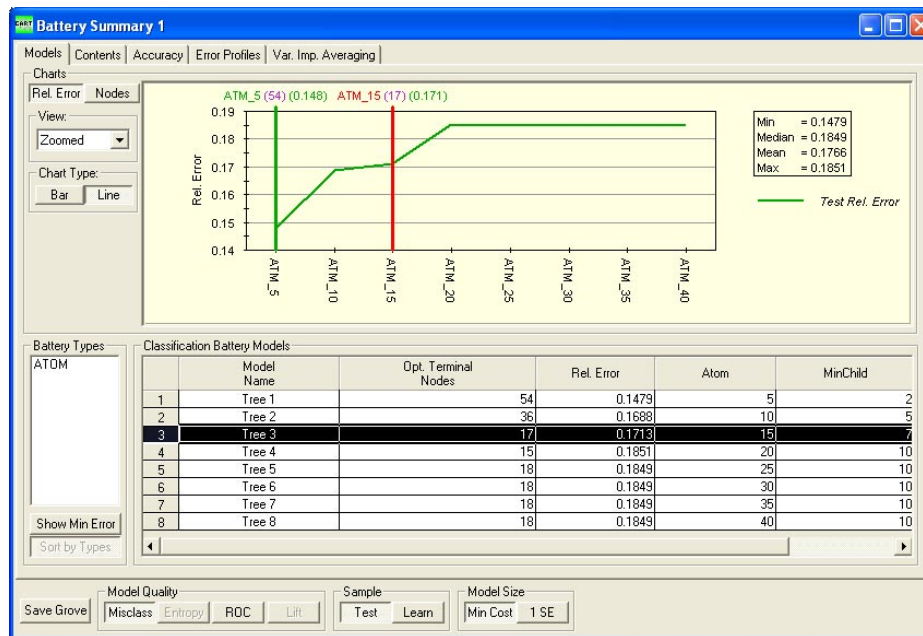 CART Battery Summary 1
Models Contents Accuracy Error Profiles Var. Imp. Averaging
Charts
Rel. Error Nodes
View:
Zoomed
Chart Type:
Bar Line
ATM_5 (54) (0.148) ATM_15 (17) (0.171)
Rel. Error
0.19
0.18
0.17
0.16
0.15
0.14
ATM_5 ATM_10 ATM_15 ATM_20 ATM_25 ATM_30 ATM_35 ATM_40
Min = 0.1479
Median = 0.1849
Mean = 0.1766
Max = 0.1851
Test Rel. Error
Battery Types
ATOM
Show Min Error
Sort by Types
Classification Battery Models
Model Name Opt. Terminal Nodes Rel. Error Atom MinChild
1 Tree 1 54 0.1479 5 2
2 Tree 2 36 0.1688 10 5
3 Tree 3 17 0.1713 15 7
4 Tree 4 15 0.1851 20 10
5 Tree 5 18 0.1849 25 10
6 Tree 6 18 0.1849 30 10
7 Tree 7 18 0.1849 35 10
8 Tree 8 18 0.1849 40 10
Save Grove
Model Quality
Misclass Entropy ROC Lift
Sample
Test Learn
Model Size
Min Cost 1 SE